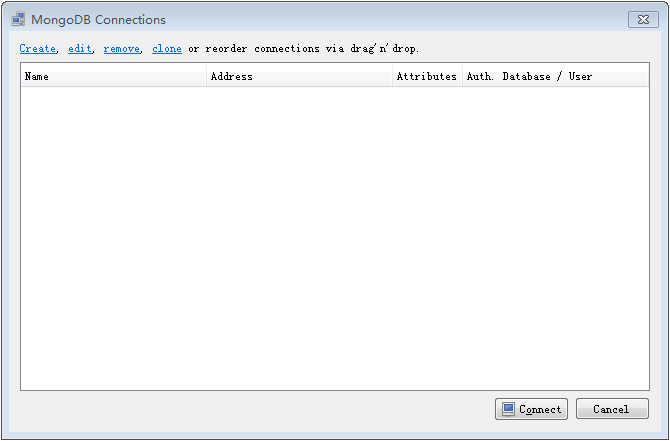 MongoDB Connections
Create, edit, remove, clone or reorder connections via drag'n'drop.
Name Address Attributes Auth. Database / User
Connect Cancel